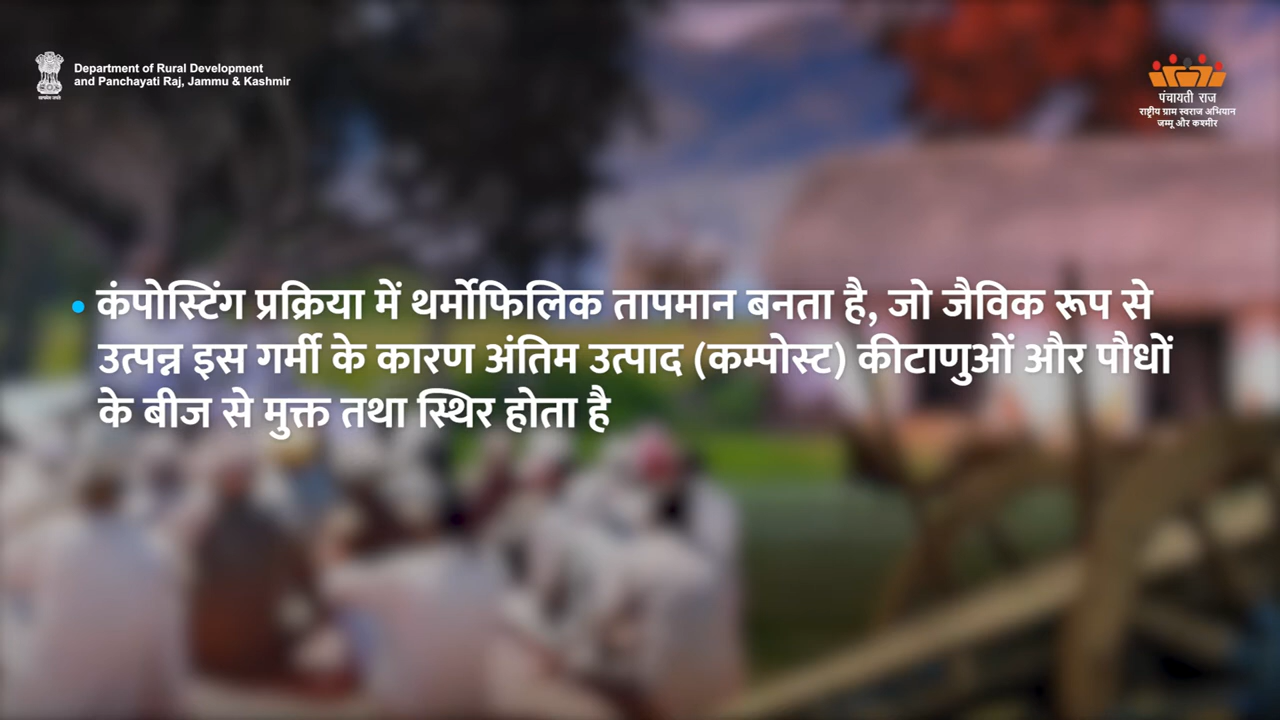 Department of Rural Development
and Panchayati Raj, Jammu & Kashmir
पंचायती राज
राष्ट्रीय ग्राम स्वराज अभियान
जम्मू और कश्मीर
• कंपोस्टिंग प्रक्रिया में थर्मोफिलिक तापमान बनता है, जो जैविक रूप से
उत्पन्न इस गर्मी के कारण अंतिम उत्पाद (कम्पोस्ट) कीटाणुओं और पौधों
के बीज से मुक्त तथा स्थिर होता है